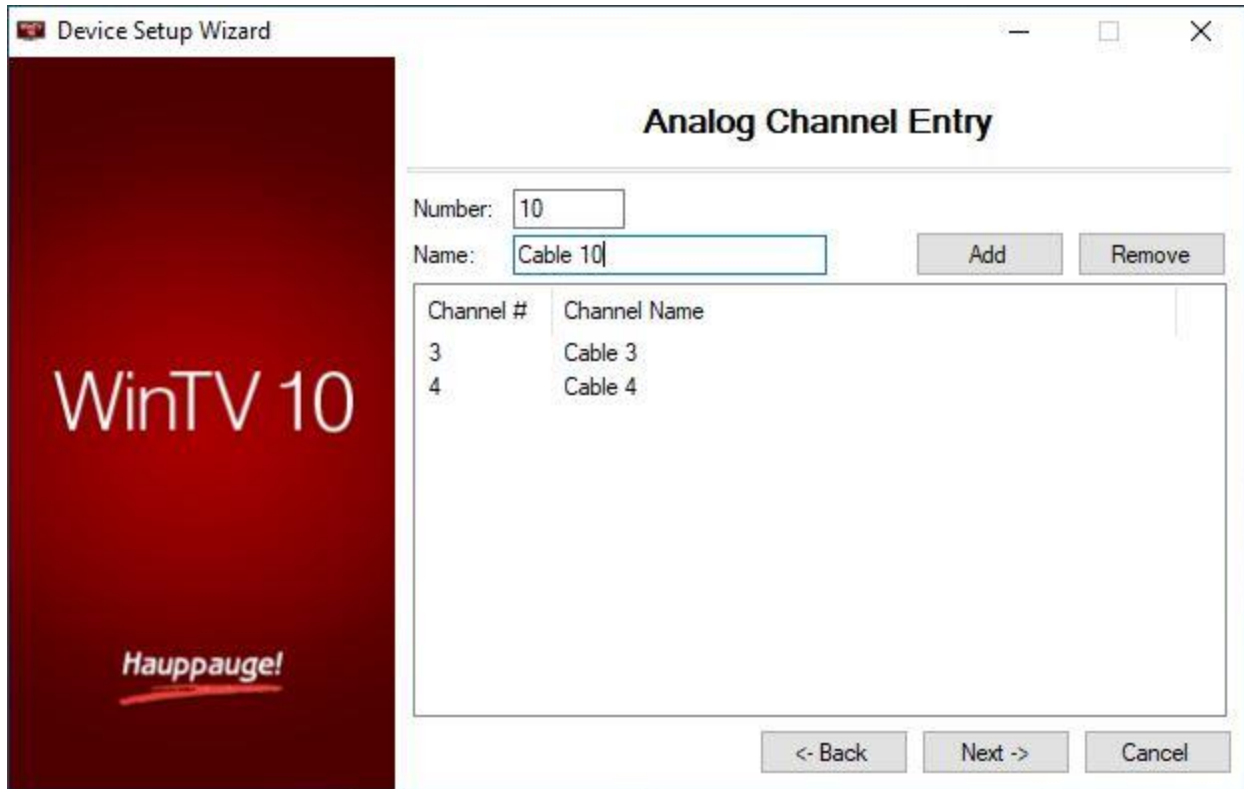 Device Setup Wizard
WinTV 10
Hauppauge!
Analog Channel Entry
Number: 10
Name: Cable 10 Add Remove
Channel # Channel Name
3 Cable 3
4 Cable 4
<- Back Next -> Cancel